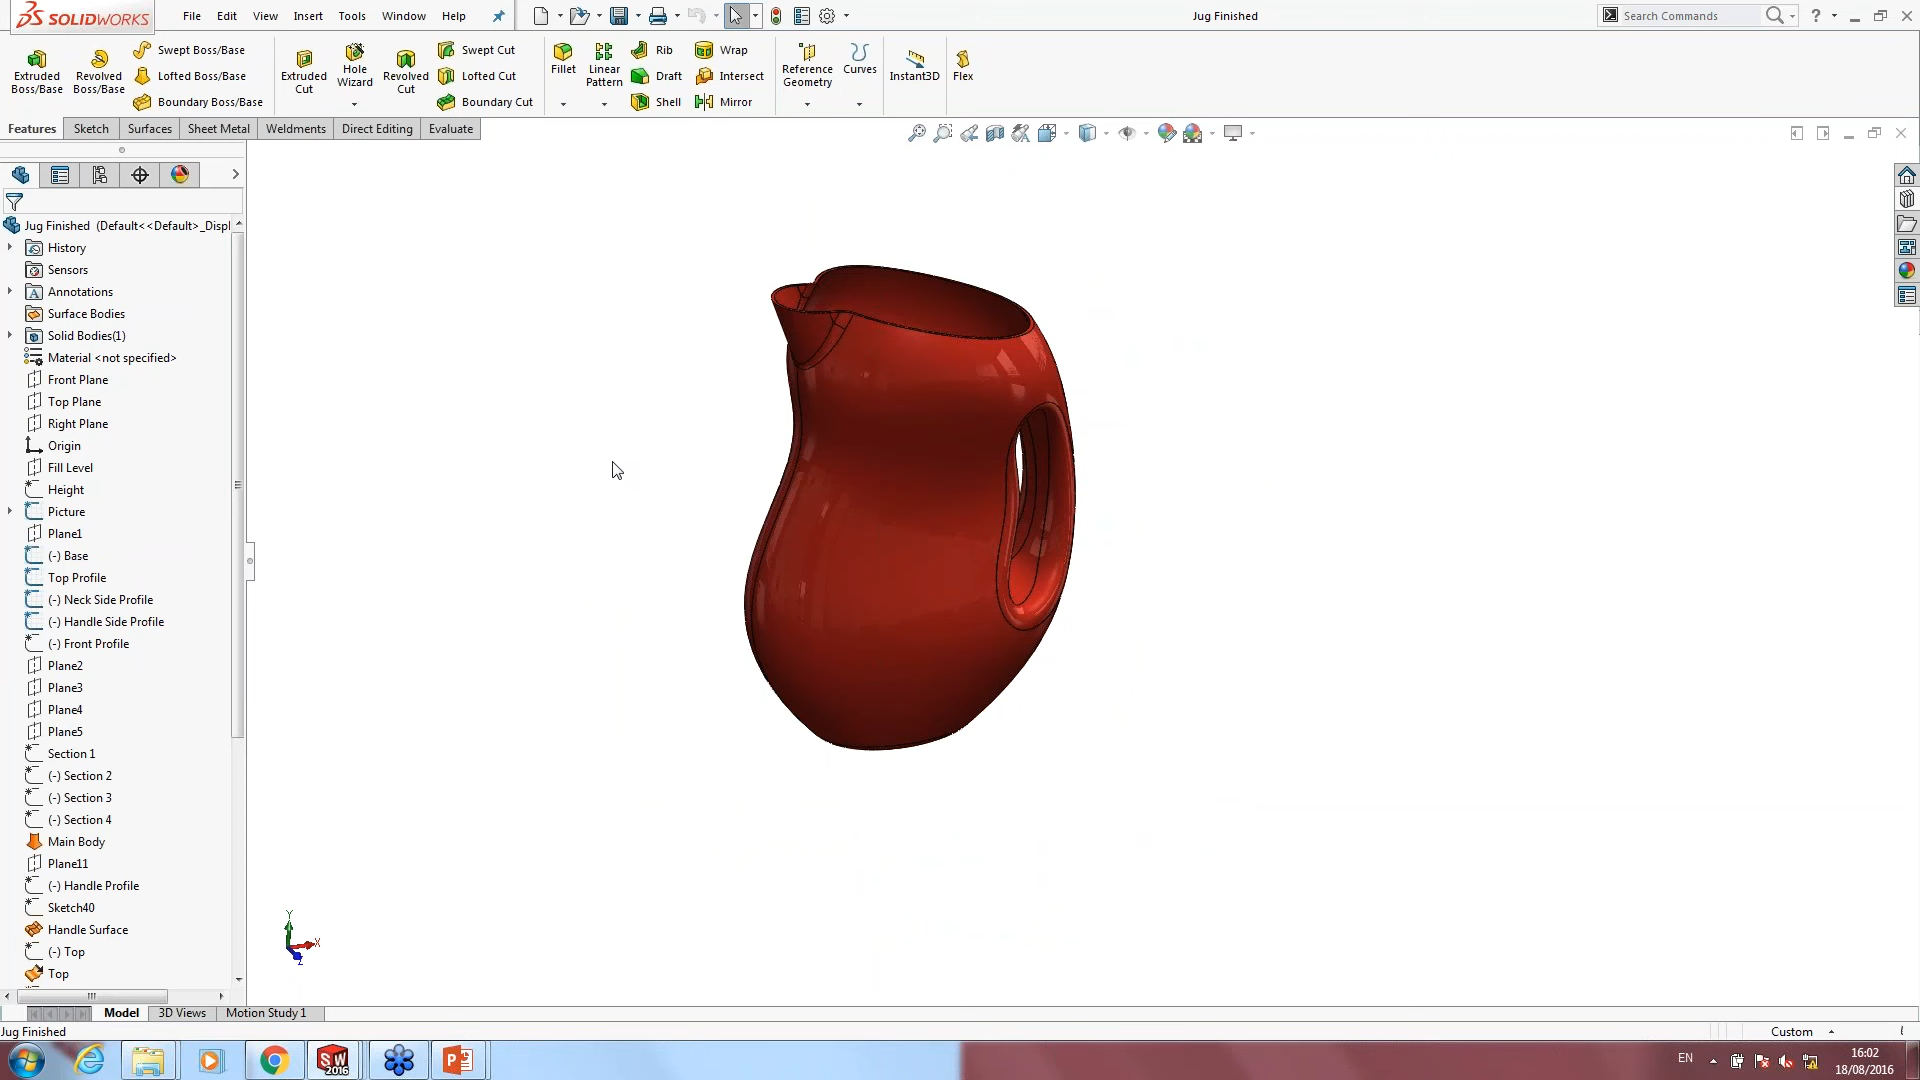 SOLIDWORKS
File Edit View Insert Tools Window Help
Jug Finished
Search Commands
Extruded Boss/Base
Revolved Boss/Base
Swept Boss/Base
Lofted Boss/Base
Boundary Boss/Base
Extruded Cut
Hole Wizard
Revolved Cut
Swept Cut
Lofted Cut
Boundary Cut
Fillet
Linear Pattern
Rib
Draft
Shell
Wrap
Intersect
Mirror
Reference Geometry
Curves
Instant3D
Flex
Features Sketch Surfaces Sheet Metal Weldments Direct Editing Evaluate
Jug Finished (Default<<Default>_Displ
History
Sensors
Annotations
Surface Bodies
Solid Bodies(1)
Material <not specified>
Front Plane
Top Plane
Right Plane
Origin
Fill Level
Height
Picture
Plane1
(-) Base
Top Profile
(-) Neck Side Profile
(-) Handle Side Profile
(-) Front Profile
Plane2
Plane3
Plane4
Plane5
Section 1
(-) Section 2
(-) Section 3
(-) Section 4
Main Body
Plane11
(-) Handle Profile
Sketch40
Handle Surface
(-) Top
Top
Y
X
Z
Model 3D Views Motion Study 1
Jug Finished
Custom
SW 2016
EN
16:02
18/08/2016